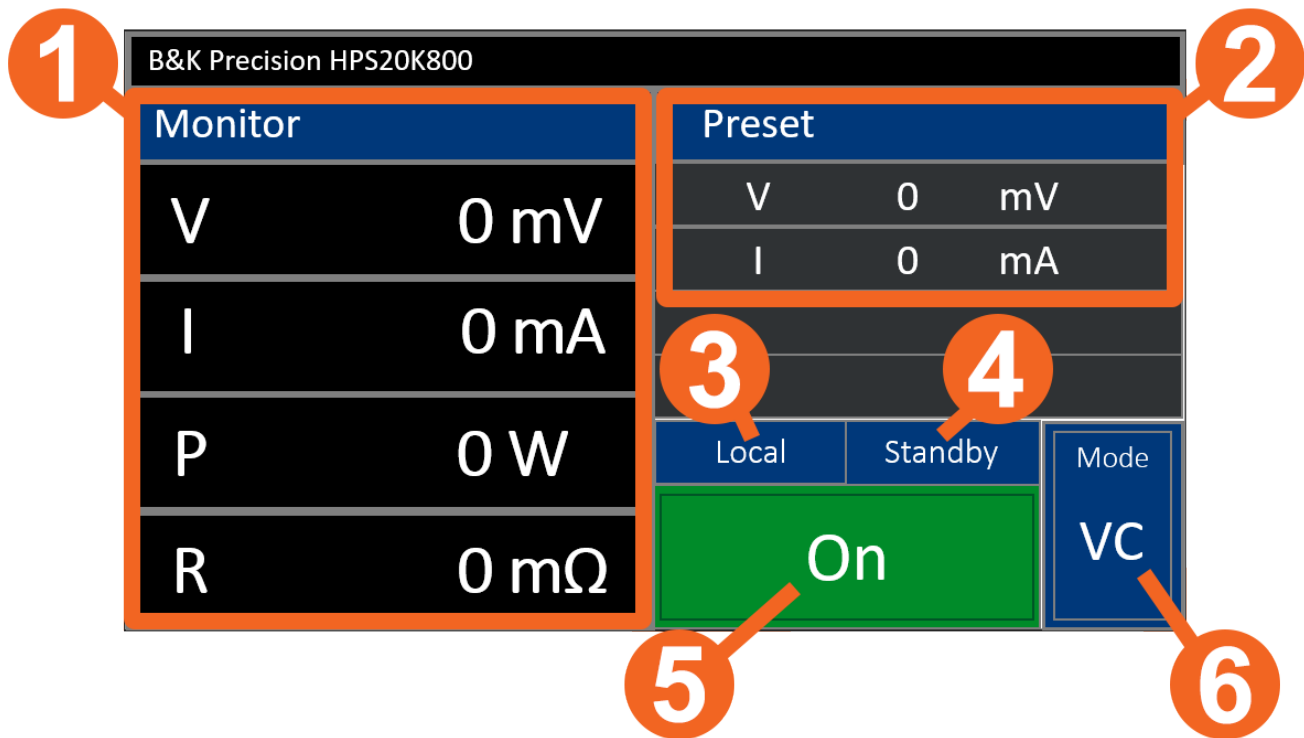 1
2
B&K Precision HPS20K800
Monitor
V 0 mV
I 0 mA
P 0 W
R 0 mΩ
Preset
V 0 mV
I 0 mA
3
4
Local
Standby
Mode
VC
On
5
6